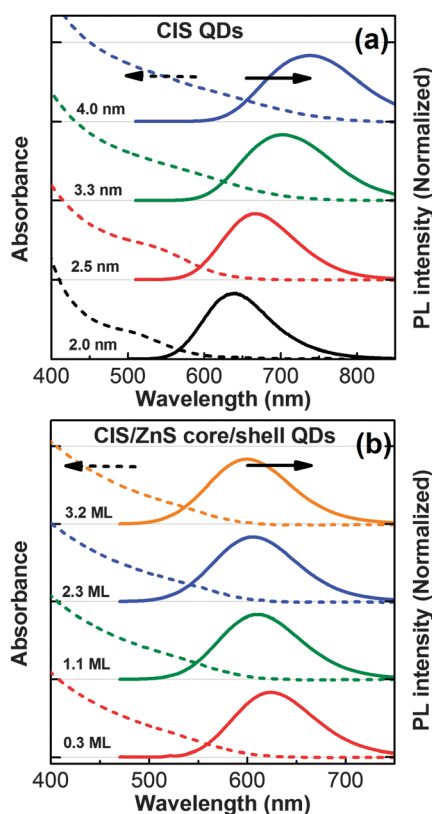 CIS QDs
(a)
4.0 nm
3.3 nm
2.5 nm
2.0 nm
Absorbance
PL intensity (Normalized)
400 500 600 700 800
Wavelength (nm)
CIS/ZnS core/shell QDs
(b)
3.2 ML
2.3 ML
1.1 ML
0.3 ML
Absorbance
PL intensity (Normalized)
400 500 600 700
Wavelength (nm)